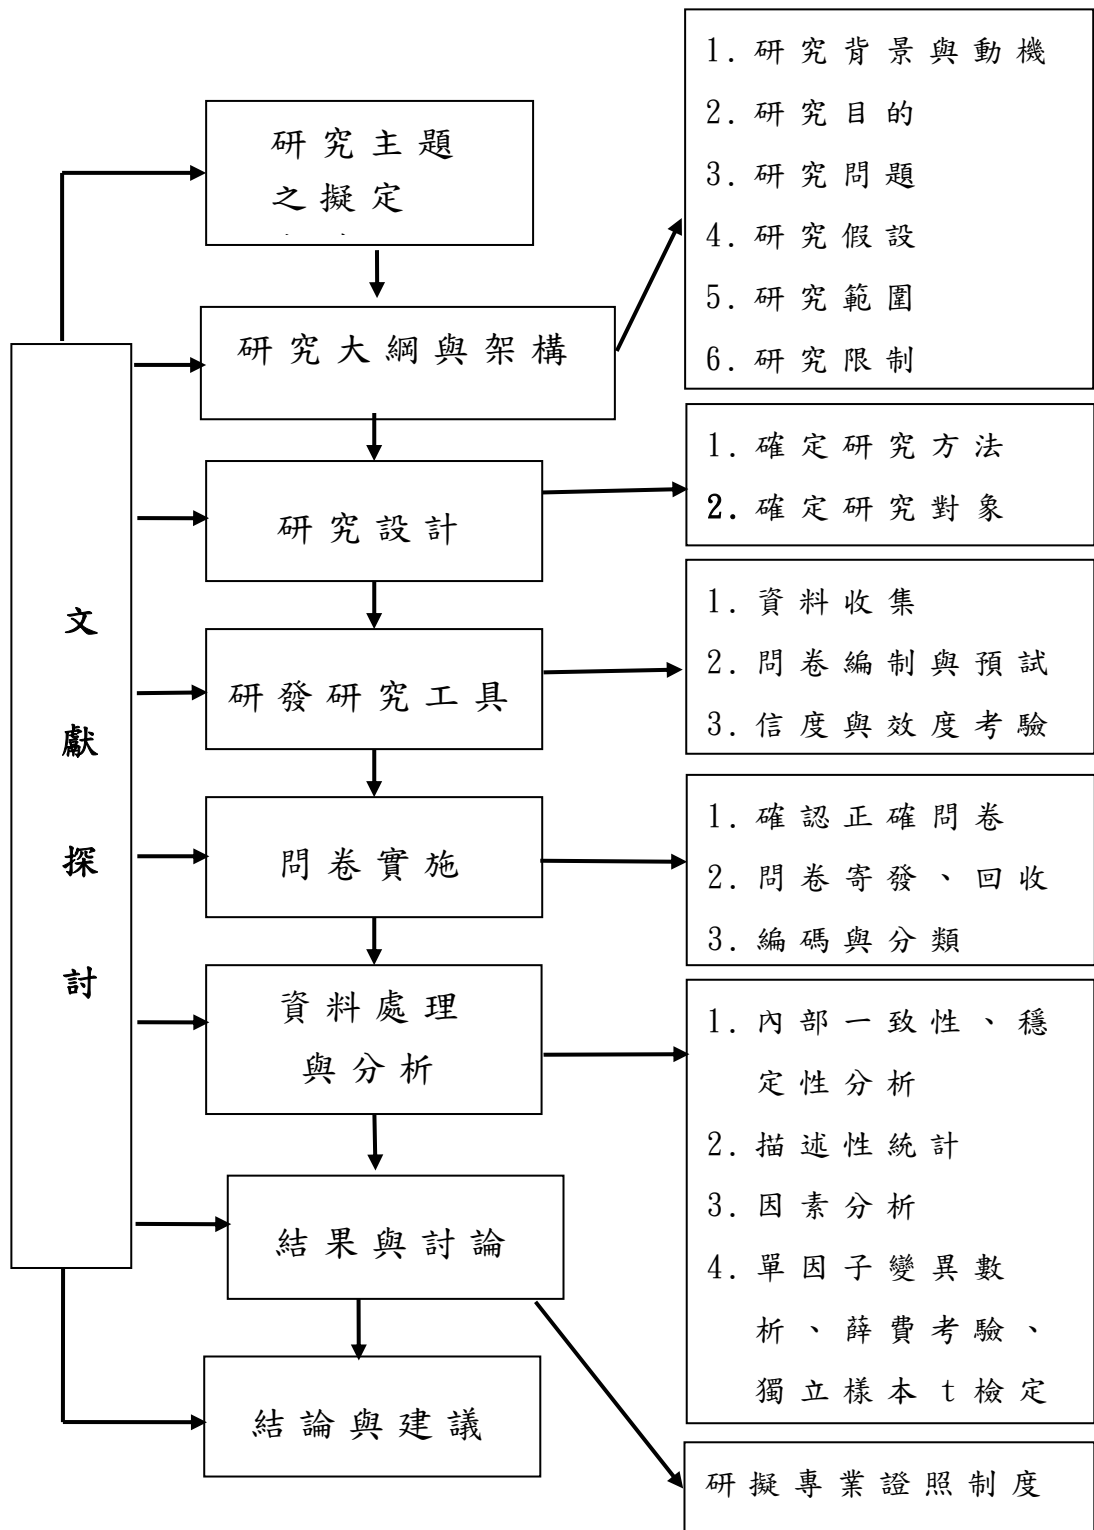 文獻探討
研究主題
之擬定
研究大綱與架構
研究設計
研發研究工具
問卷實施
資料處理
與分析
結果與討論
結論與建議
1. 研究背景與動機
2. 研究目的
3. 研究問題
4. 研究假設
5. 研究範圍
6. 研究限制
1. 確定研究方法
2. 確定研究對象
1. 資料收集
2. 問卷編制與預試
3. 信度與效度考驗
1. 確認正確問卷
2. 問卷寄發、回收
3. 編碼與分類
1. 內部一致性、穩
定性分析
2. 描述性統計
3. 因素分析
4. 單因子變異數
析、薛費考驗、
獨立樣本 t檢定
研擬專業證照制度